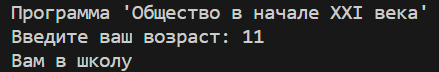 Программа 'Общество в начале XXI века'
Введите ваш возраст: 11
Вам в школу